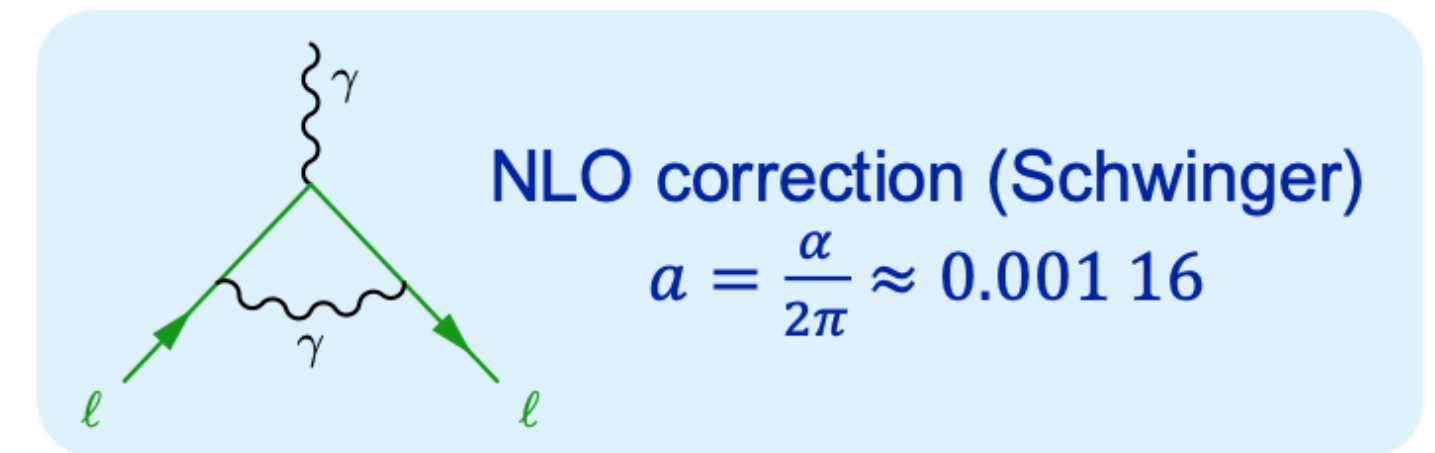 γ
NLO correction (Schwinger)
a = α/2π ≈ 0.001 16
γ
ℓ ℓ